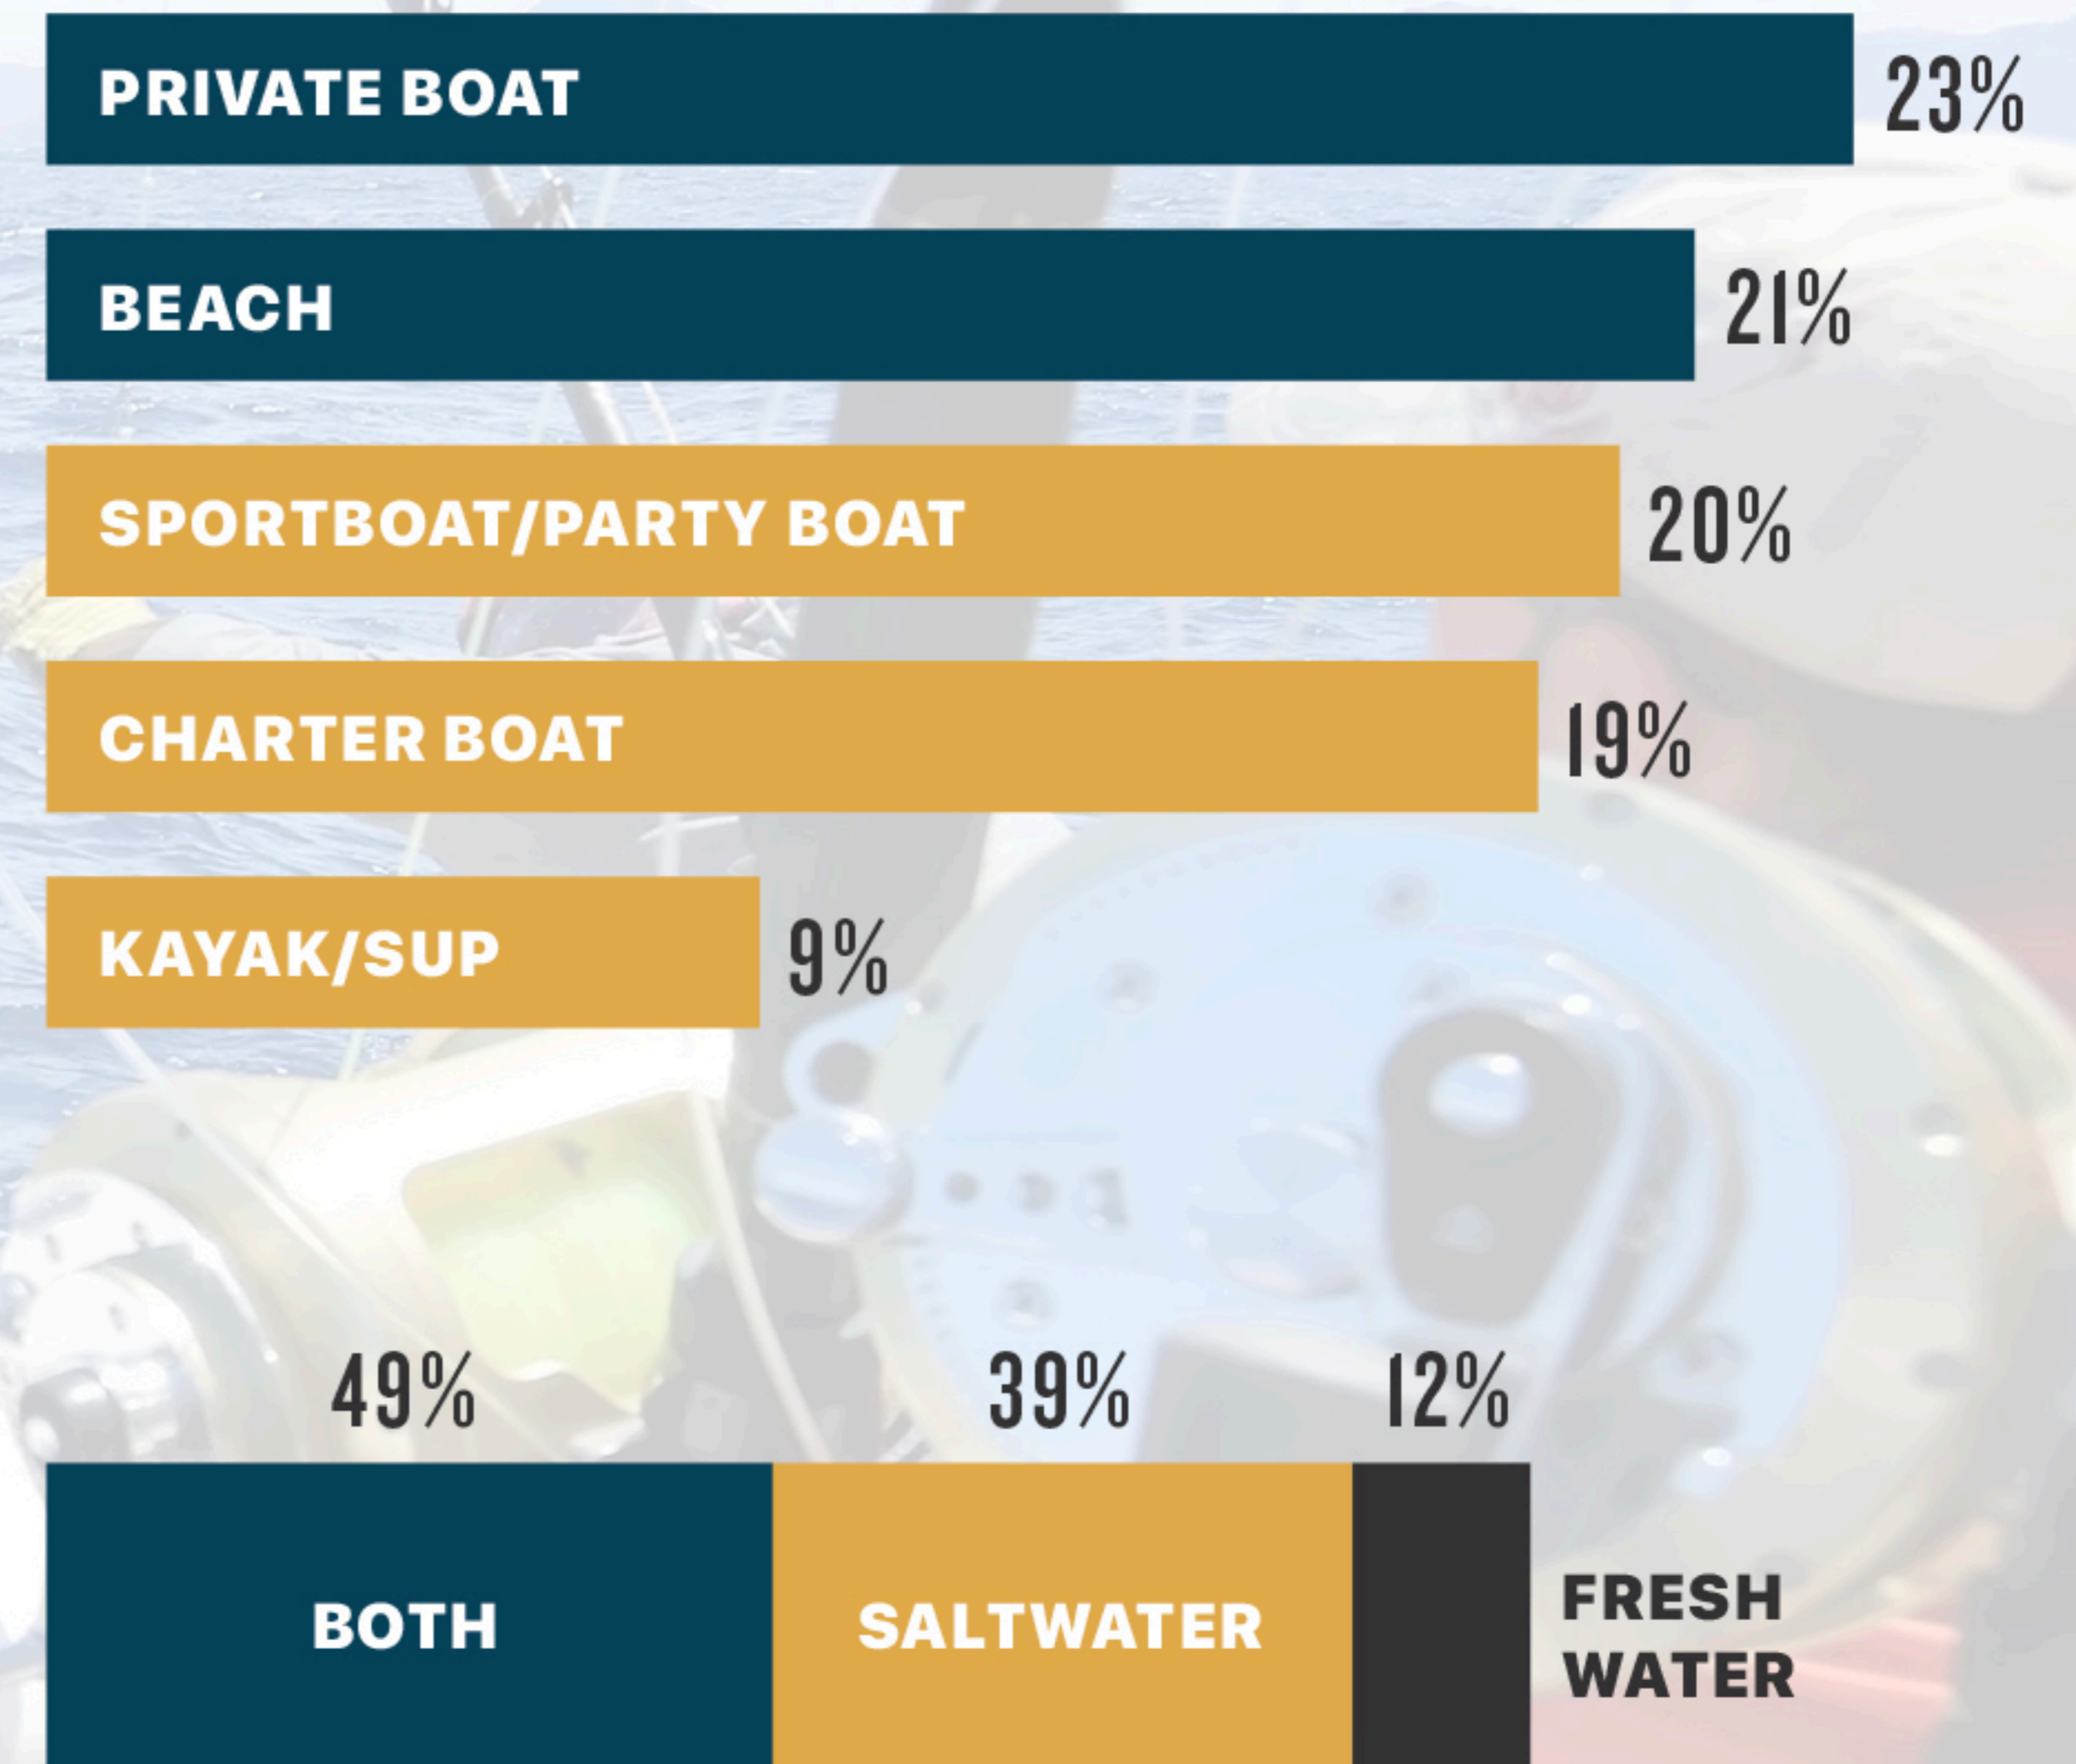 PRIVATE BOAT 23%
BEACH 21%
SPORTBOAT/PARTY BOAT 20%
CHARTER BOAT 19%
KAYAK/SUP 9%
49% 39% 12%
BOTH SALTWATER FRESH
WATER